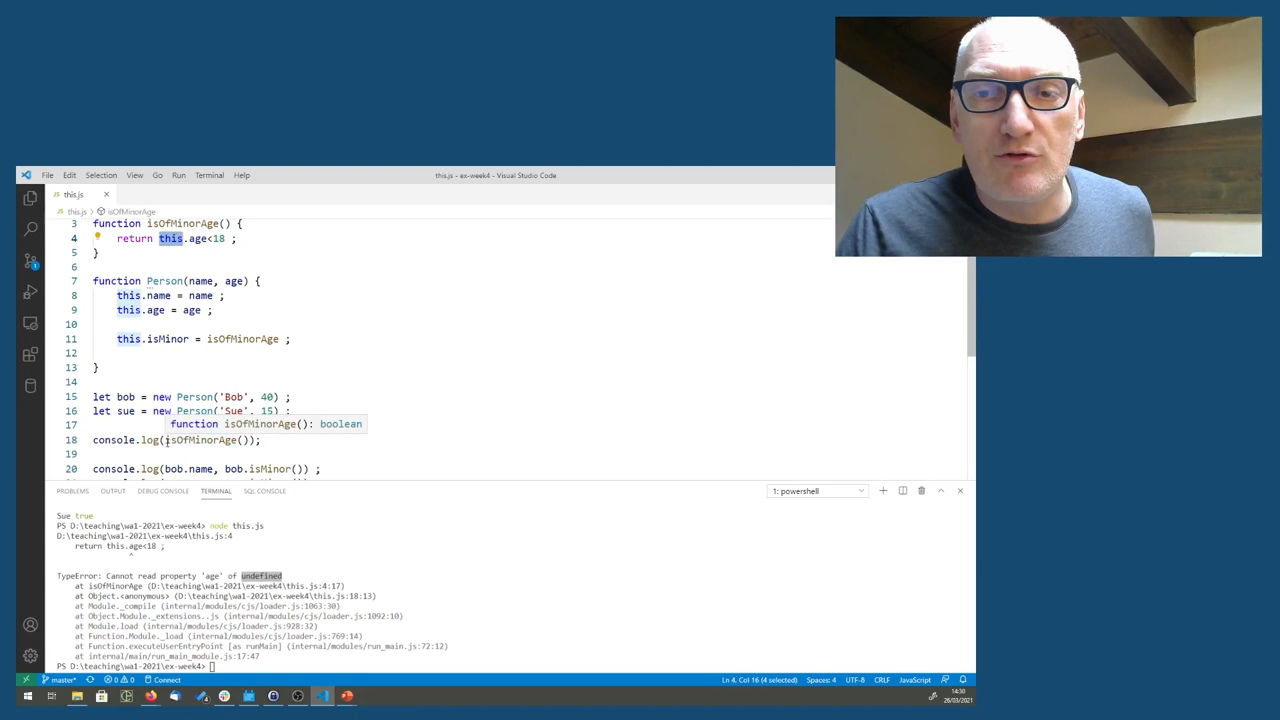 File Edit Selection View Go Run Terminal Help this.js - ex-week4 - Visual Studio Code
this.js
this.js > isOfMinorAge
3 function isOfMinorAge() {
4 return this.age<18 ;
5 }
6
7 function Person(name, age) {
8 this.name = name ;
9 this.age = age ;
10
11 this.isMinor = isOfMinorAge ;
12
13 }
14
15 let bob = new Person('Bob', 40) ;
16 let sue = new Person('Sue', 15) ;
17 function isOfMinorAge(): boolean
18 console.log(isOfMinorAge());
19
20 console.log(bob.name, bob.isMinor()) ;
PROBLEMS OUTPUT DEBUG CONSOLE TERMINAL SQL CONSOLE 1: powershell
Sue true
PS D:\teaching\wa1-2021\ex-week4> node this.js
D:\teaching\wa1-2021\ex-week4\this.js:4
return this.age<18 ;
^
TypeError: Cannot read property 'age' of undefined
at isOfMinorAge (D:\teaching\wa1-2021\ex-week4\this.js:4:17)
at Object.<anonymous> (D:\teaching\wa1-2021\ex-week4\this.js:18:13)
at Module._compile (internal/modules/cjs/loader.js:1063:30)
at Object.Module._extensions..js (internal/modules/cjs/loader.js:1092:10)
at Module.load (internal/modules/cjs/loader.js:928:32)
at Function.Module._load (internal/modules/cjs/loader.js:769:14)
at Function.executeUserEntryPoint [as runMain] (internal/modules/run_main.js:72:12)
at internal/main/run_main_module.js:17:47
PS D:\teaching\wa1-2021\ex-week4>
master* 0 0 Connect Ln 4, Col 16 (4 selected) Spaces: 4 UTF-8 CRLF JavaScript
14:30
26/03/2021